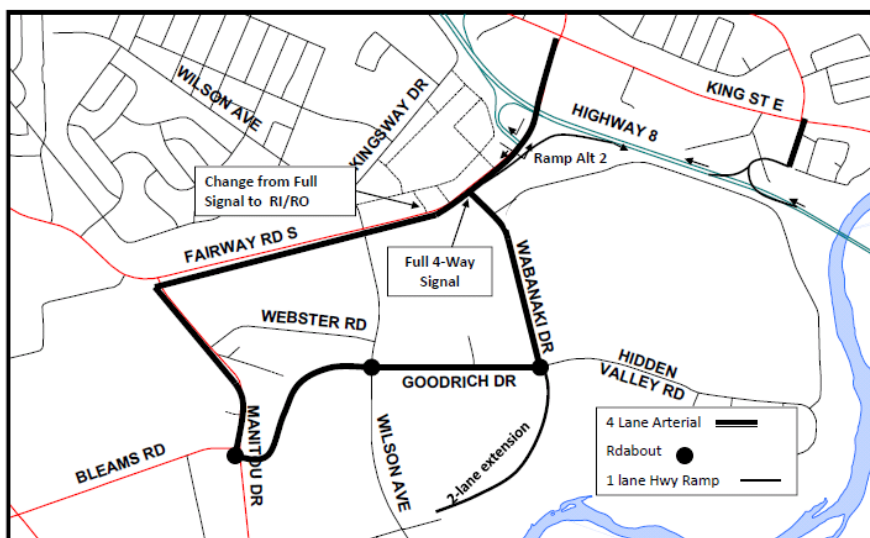 WILSON AVE
KINGSWAY DR
KING ST E
HIGHWAY 8
Ramp Alt 2
Change from Full
Signal to RI/RO
FAIRWAY RD S
Full 4-Way
Signal
WABANAKI DR
WEBSTER RD
HIDDEN
VALLEY RD
GOODRICH DR
MANITOU DR
WILSON AVE
2-lane extension
BLEAMS RD
4 Lane Arterial
Rdabout
1 lane Hwy Ramp